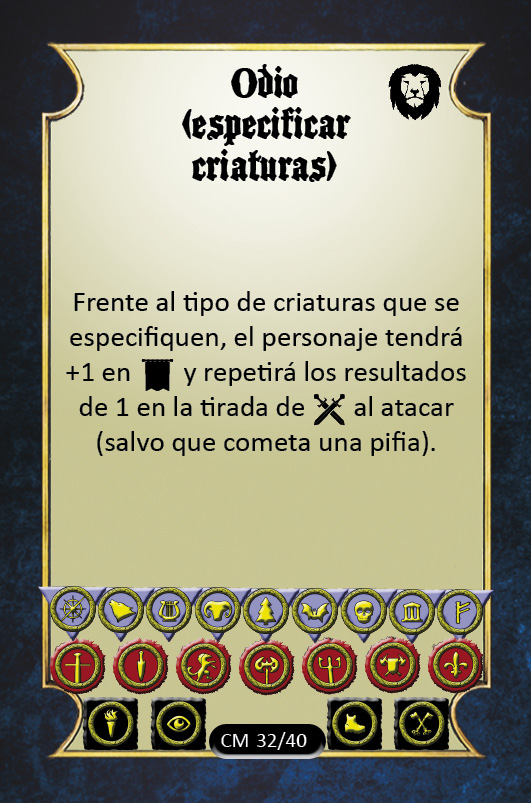 Odio
(especificar
criaturas)
Frente al tipo de criaturas que se
especifiquen, el personaje tendrá
+1 en y repetirá los resultados
de 1 en la tirada de al atacar
(salvo que cometa una pifia).
CM 32/40